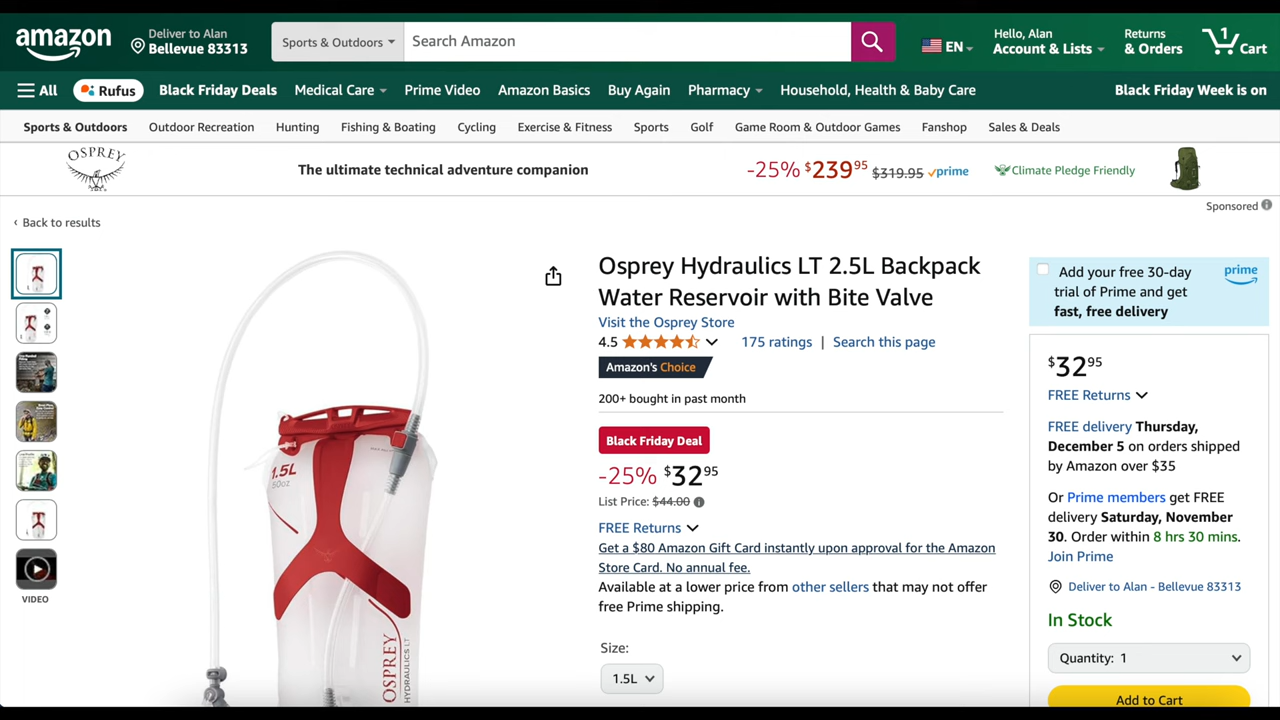 amazon
Deliver to Alan
Bellevue 83313
Sports & Outdoors
Search Amazon
EN
Hello, Alan
Account & Lists
Returns
& Orders
1
Cart
All
Rufus
Black Friday Deals
Medical Care
Prime Video
Amazon Basics
Buy Again
Pharmacy
Household, Health & Baby Care
Black Friday Week is on
Sports & Outdoors
Outdoor Recreation
Hunting
Fishing & Boating
Cycling
Exercise & Fitness
Sports
Golf
Game Room & Outdoor Games
Fanshop
Sales & Deals
OSPREY
The ultimate technical adventure companion
-25% $239 95 $319.95 prime
Climate Pledge Friendly
Sponsored
‹ Back to results
VIDEO
1.5L
50oz
OSPREY
HYDRAULICS LT
Osprey Hydraulics LT 2.5L Backpack
Water Reservoir with Bite Valve
Visit the Osprey Store
4.5
175 ratings | Search this page
Amazon's Choice
200+ bought in past month
Black Friday Deal
-25% $32 95
List Price: $44.00
FREE Returns
Get a $80 Amazon Gift Card instantly upon approval for the Amazon
Store Card. No annual fee.
Available at a lower price from other sellers that may not offer
free Prime shipping.
Size:
1.5L
Add your free 30-day
trial of Prime and get
fast, free delivery
prime
$32 95
FREE Returns
FREE delivery Thursday,
December 5 on orders shipped
by Amazon over $35
Or Prime members get FREE
delivery Saturday, November
30. Order within 8 hrs 30 mins.
Join Prime
Deliver to Alan - Bellevue 83313
In Stock
Quantity: 1
Add to Cart